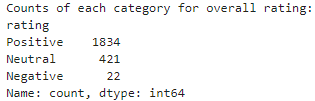 Counts of each category for overall rating:
rating
Positive    1834
Neutral      421
Negative      22
Name: count, dtype: int64